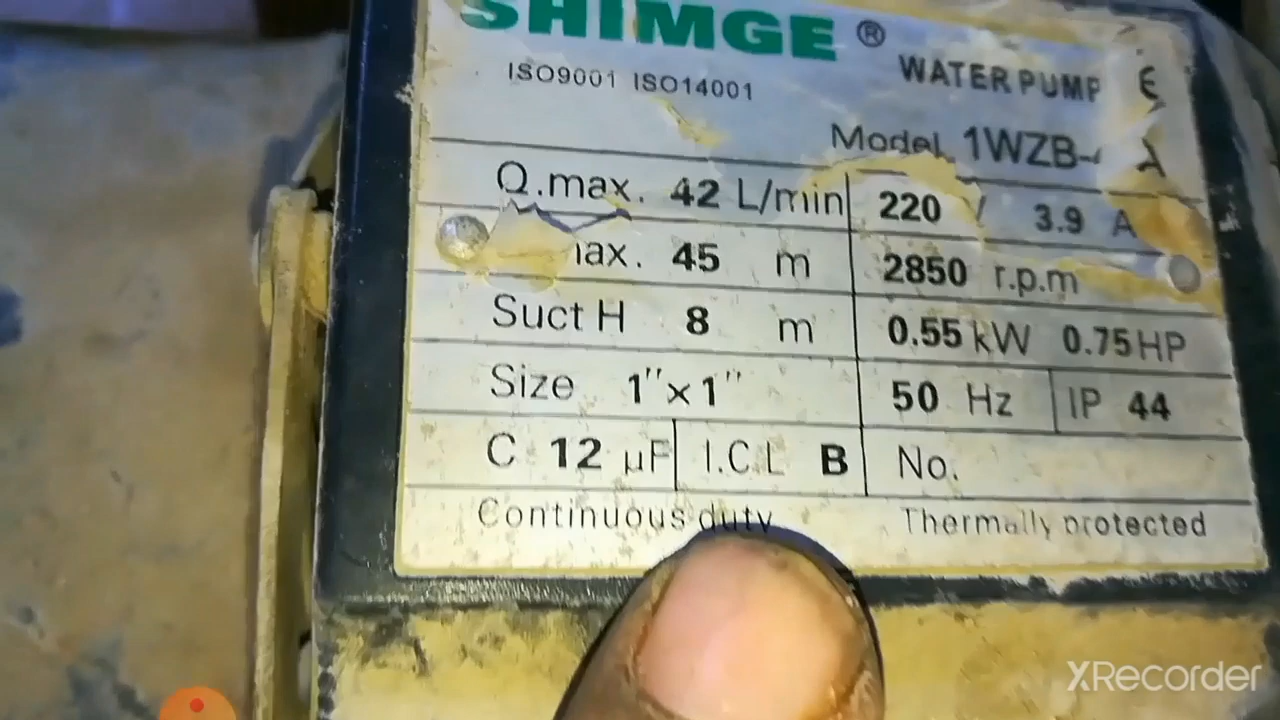 SHIMGE ®
WATER PUMP
ISO9001 ISO14001
Model 1WZB-
Q.max. 42 L/min 220 / 3.9 A
max. 45 m 2850 r.p.m
Suct H 8 m 0.55 kW 0.75 HP
Size 1"x1" 50 Hz IP 44
C 12 μF I.C.L B No.
Continuous duty Thermally protected
XRecorder